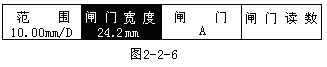 范 围 闸门宽度 闸 门 闸 门 读 数
10.00mm/D 24.2mm A
图2-2-6